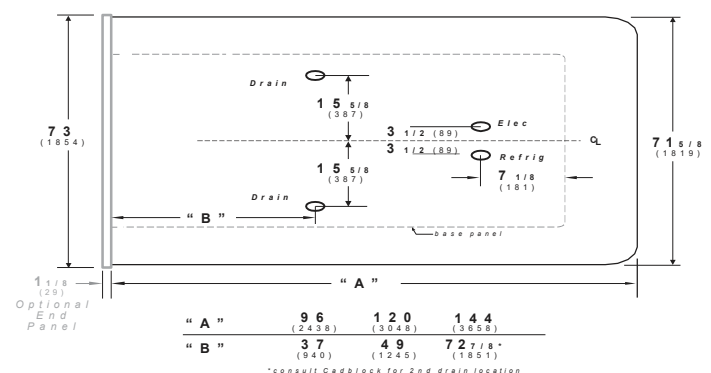 Drain
15 5/8
(387)
73
(1854)
3 1/2 (89)
Elec
℄
3 1/2 (89)
Refrig
71 5/8
(1819)
15 5/8
(387)
7 1/8
(181)
Drain
“B”
base panel
1 1/8
(29)
Optional
End
Panel
“A”
“A” 96 120 144
(2438) (3048) (3658)
“B” 37 49 72 7/8 *
(940) (1245) (1851)
*consult Cadblock for 2nd drain location